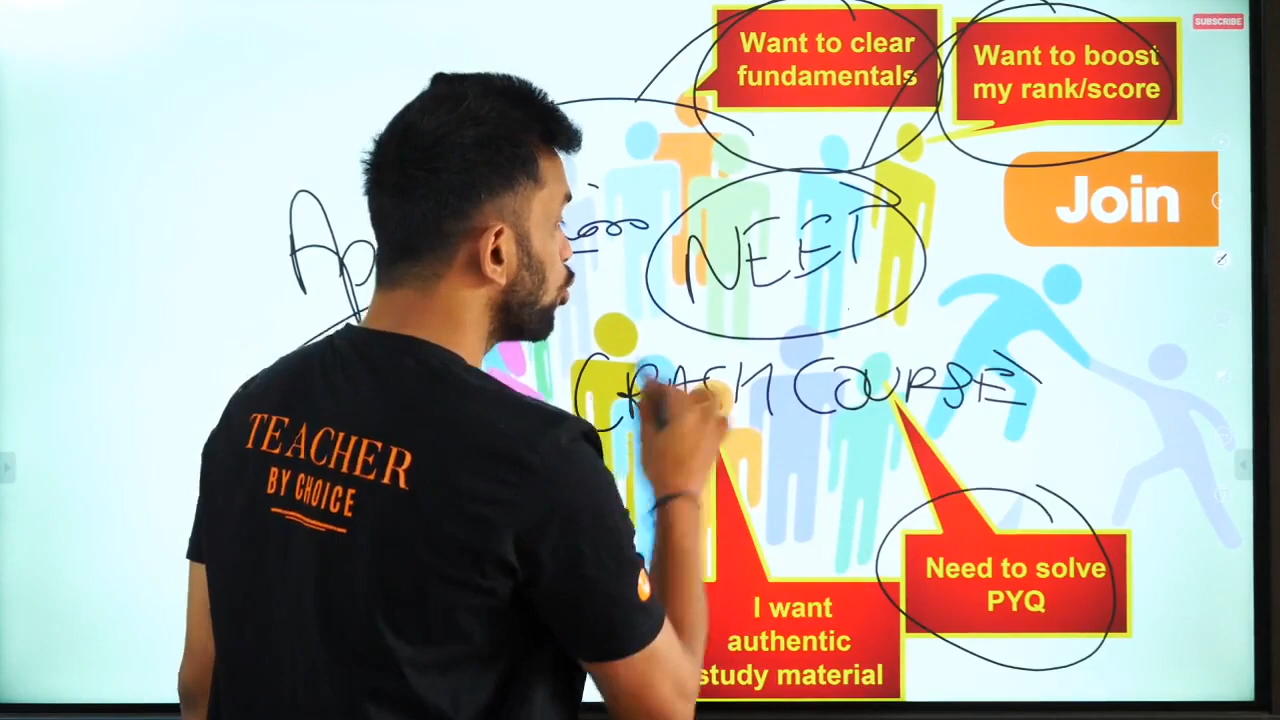 SUBSCRIBE
Want to clear
fundamentals
Want to boost
my rank/score
Join
NEET
CRASH COURSE
TEACHER
BY CHOICE
Need to solve
PYQ
I want
authentic
study material